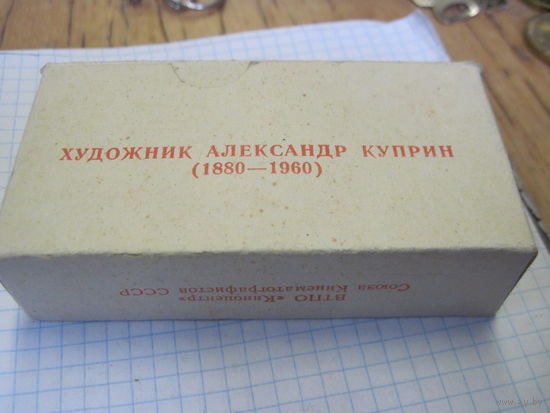 ХУДОЖНИК АЛЕКСАНДР КУПРИН
(1880—1960)
ВТПО «Киноцентр»
Союза Кинематографистов СССР